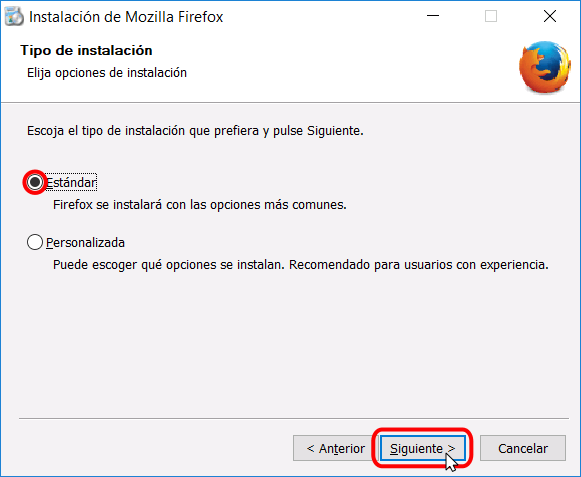 Instalación de Mozilla Firefox
Tipo de instalación
Elija opciones de instalación
Escoja el tipo de instalación que prefiera y pulse Siguiente.
Estándar
Firefox se instalará con las opciones más comunes.
Personalizada
Puede escoger qué opciones se instalan. Recomendado para usuarios con experiencia.
< Anterior Siguiente > Cancelar